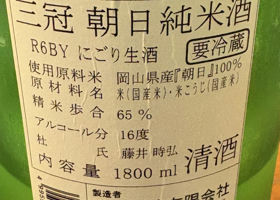 三冠 朝日純米酒
R6BY にごり生酒 要冷蔵
使用原料米 岡山県産『朝日』100%
原材料名 米(国産米)・米こうじ(国産米)
精米歩合 65%
アルコール分 16度
杜氏 藤井 時弘
内容量 1800ml 清酒
製造者 有限会